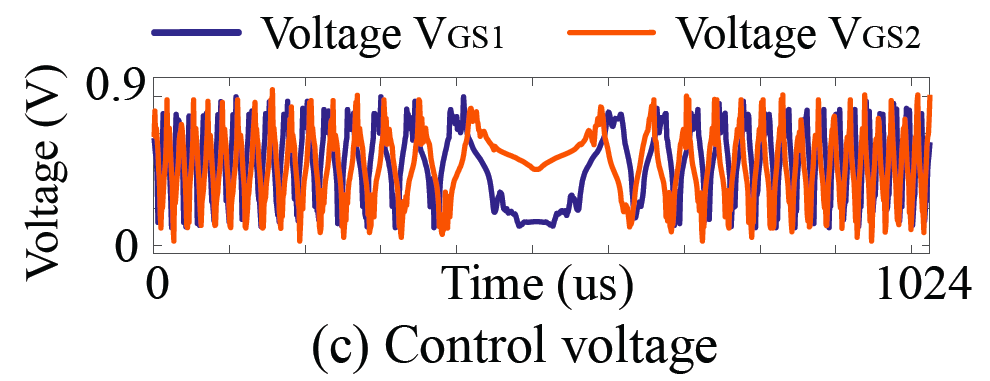 Voltage VGS1 Voltage VGS2
Voltage (V)
0.9
0
0 Time (us) 1024
(c) Control voltage